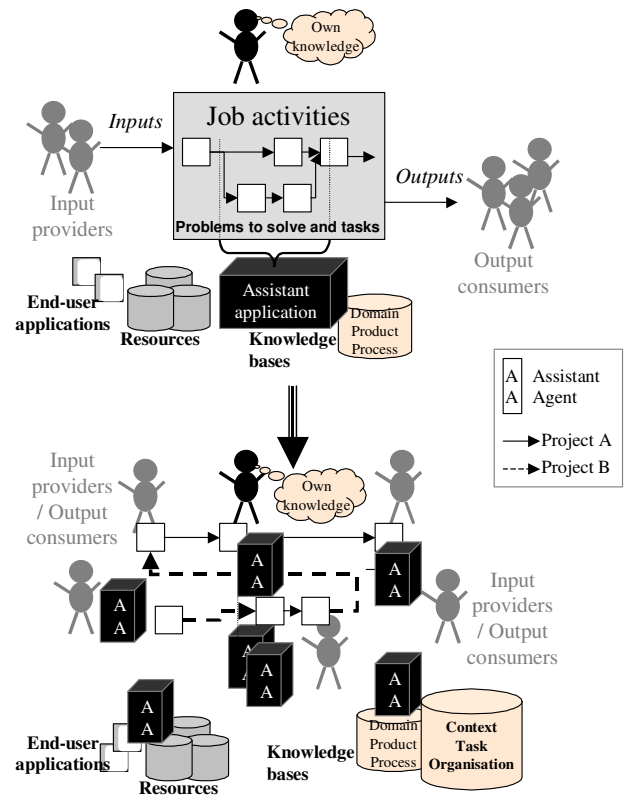 Own
knowledge
Inputs
Job activities
Outputs
Problems to solve and tasks
Input
providers
Output
consumers
End-user
applications
Resources
Assistant
application
Knowledge
bases
Domain
Product
Process
A Assistant
A Agent
Project A
Project B
Input
providers
/ Output
consumers
Own
knowledge
A
A
A
A
A
A
Input
providers
/ Output
consumers
A
A
A
A
A
A
A
End-user
applications
Resources
Knowledge
bases
Domain
Product
Process
Context
Task
Organisation